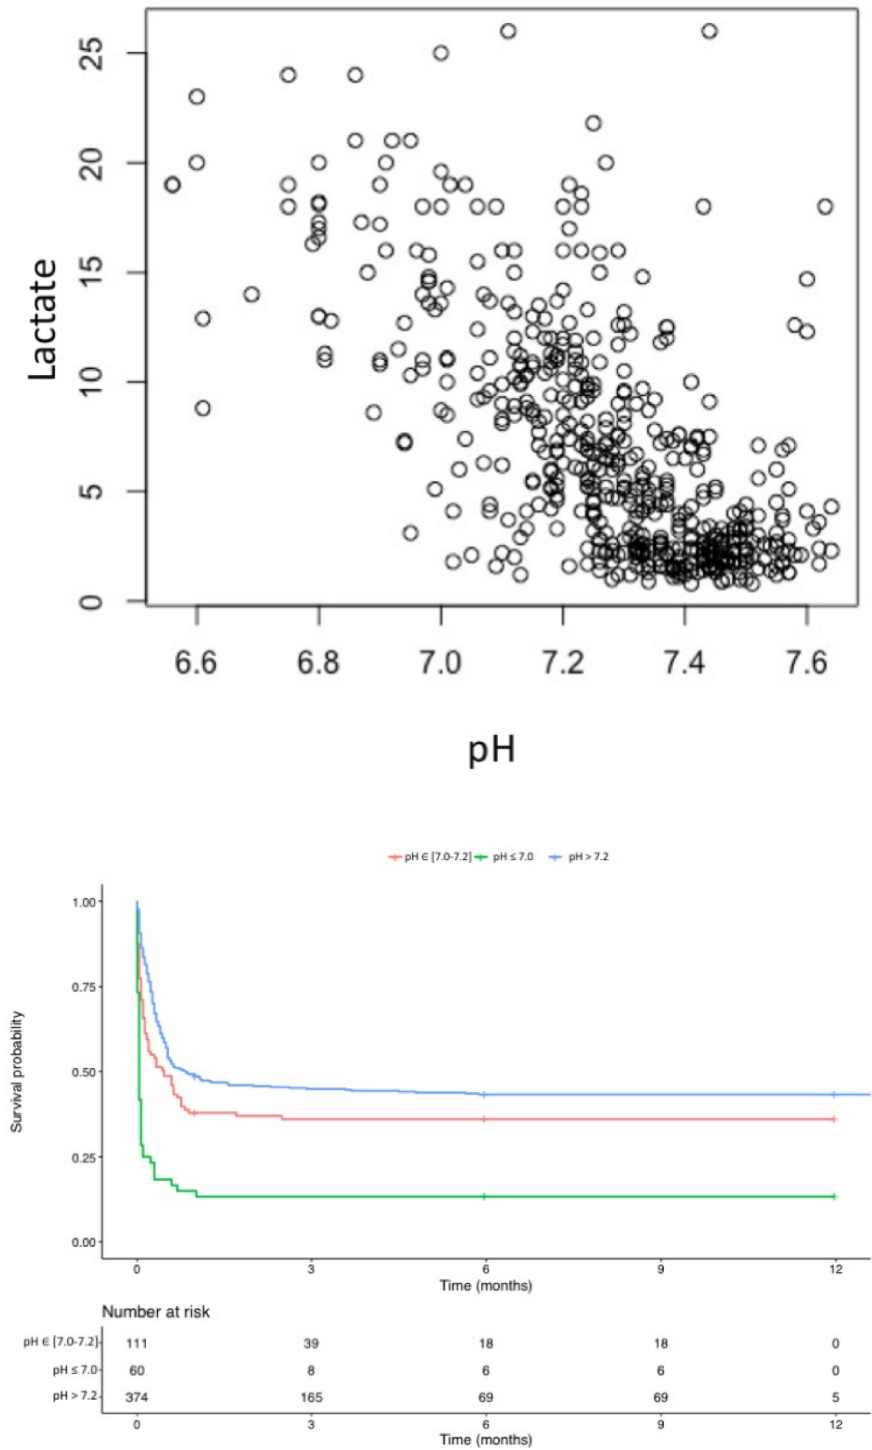 25
20
15
10
5
0
Lactate
6.6 6.8 7.0 7.2 7.4 7.6
pH
pH ∈ [7.0-7.2] pH ≤ 7.0 pH > 7.2
1.00
0.75
0.50
0.25
0.00
Survival probability
0 3 6 9 12
Time (months)
Number at risk
pH ∈ [7.0-7.2] 111 39 18 18 0
pH ≤ 7.0 60 8 6 6 0
pH > 7.2 374 165 69 69 5
0 3 6 9 12
Time (months)